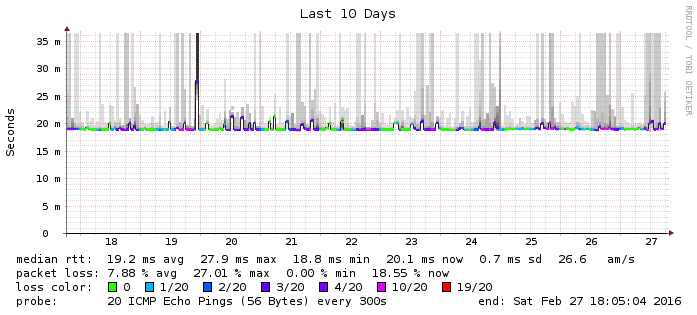 Last 10 Days
RRDTOOL / TOBI OETIKER
Seconds
35 m
30 m
25 m
20 m
15 m
10 m
5 m
0
18 19 20 21 22 23 24 25 26 27
median rtt: 19.2 ms avg 27.9 ms max 18.8 ms min 20.1 ms now 0.7 ms sd 26.6 am/s
packet loss: 7.88 % avg 27.01 % max 0.00 % min 18.55 % now
loss color: 0 1/20 2/20 3/20 4/20 10/20 19/20
probe: 20 ICMP Echo Pings (56 Bytes) every 300s end: Sat Feb 27 18:05:04 2016